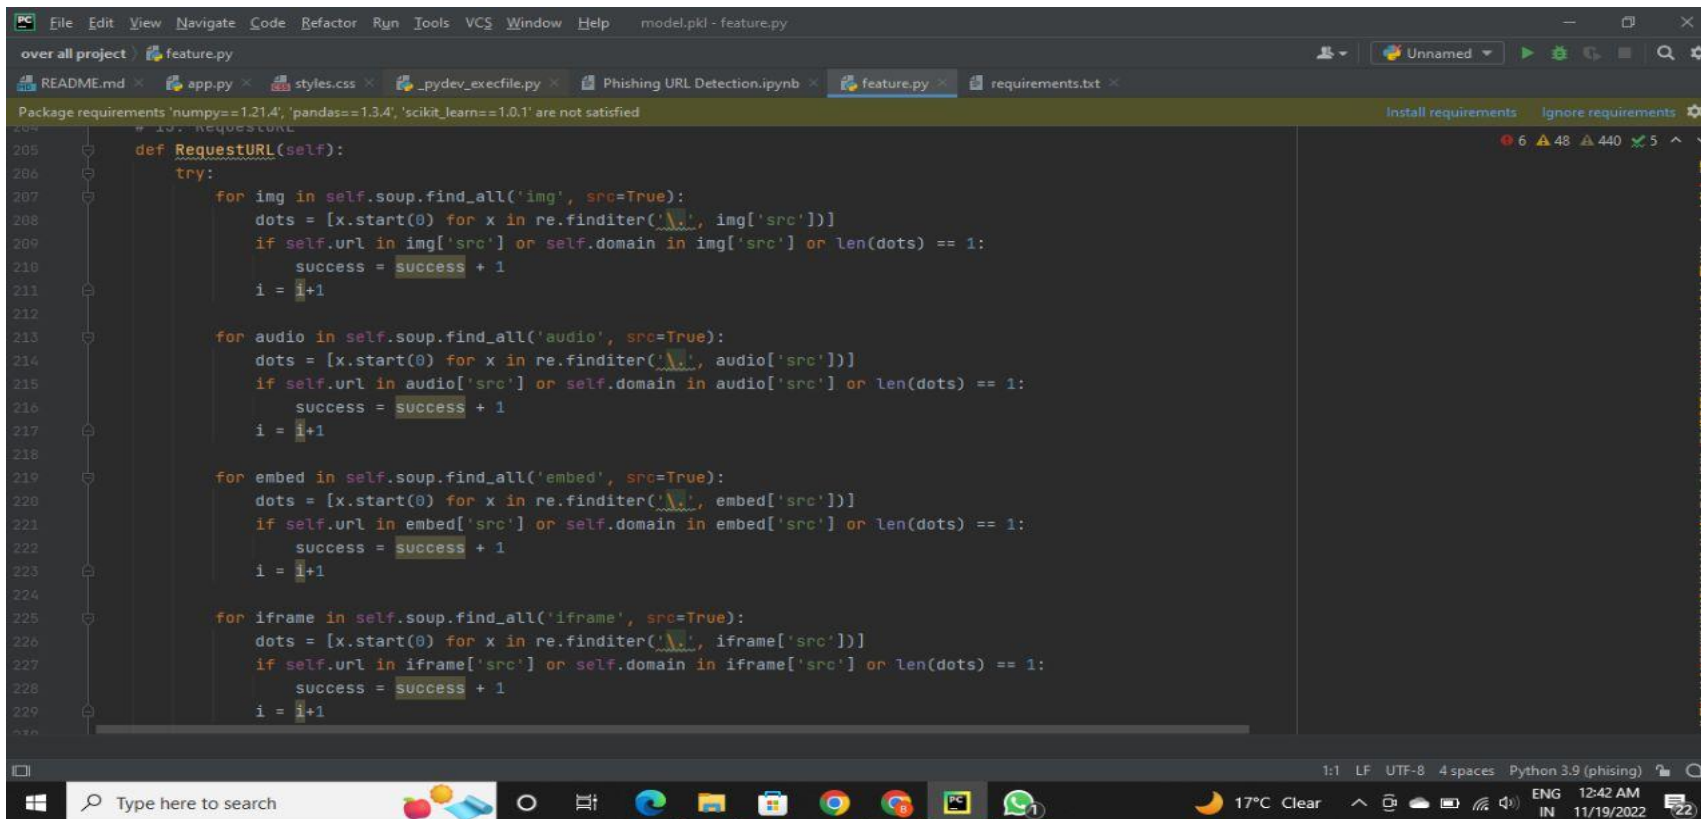 PC File Edit View Navigate Code Refactor Run Tools VCS Window Help model.pkl - feature.py
over all project feature.py Unnamed
README.md app.py styles.css _pydev_execfile.py Phishing URL Detection.ipynb feature.py requirements.txt
Package requirements 'numpy==1.21.4', 'pandas==1.3.4', 'scikit_learn==1.0.1' are not satisfied Install requirements Ignore requirements
204 # 13. RequestURL
205 def RequestURL(self): 6 48 440 5
206 try:
207 for img in self.soup.find_all('img', src=True):
208 dots = [x.start(0) for x in re.finditer('\.', img['src'])]
209 if self.url in img['src'] or self.domain in img['src'] or len(dots) == 1:
210 success = success + 1
211 i = i+1
212
213 for audio in self.soup.find_all('audio', src=True):
214 dots = [x.start(0) for x in re.finditer('\.', audio['src'])]
215 if self.url in audio['src'] or self.domain in audio['src'] or len(dots) == 1:
216 success = success + 1
217 i = i+1
218
219 for embed in self.soup.find_all('embed', src=True):
220 dots = [x.start(0) for x in re.finditer('\.', embed['src'])]
221 if self.url in embed['src'] or self.domain in embed['src'] or len(dots) == 1:
222 success = success + 1
223 i = i+1
224
225 for iframe in self.soup.find_all('iframe', src=True):
226 dots = [x.start(0) for x in re.finditer('\.', iframe['src'])]
227 if self.url in iframe['src'] or self.domain in iframe['src'] or len(dots) == 1:
228 success = success + 1
229 i = i+1
230
1:1 LF UTF-8 4 spaces Python 3.9 (phising)
Type here to search PC 1 17°C Clear ENG 12:42 AM
IN 11/19/2022 22